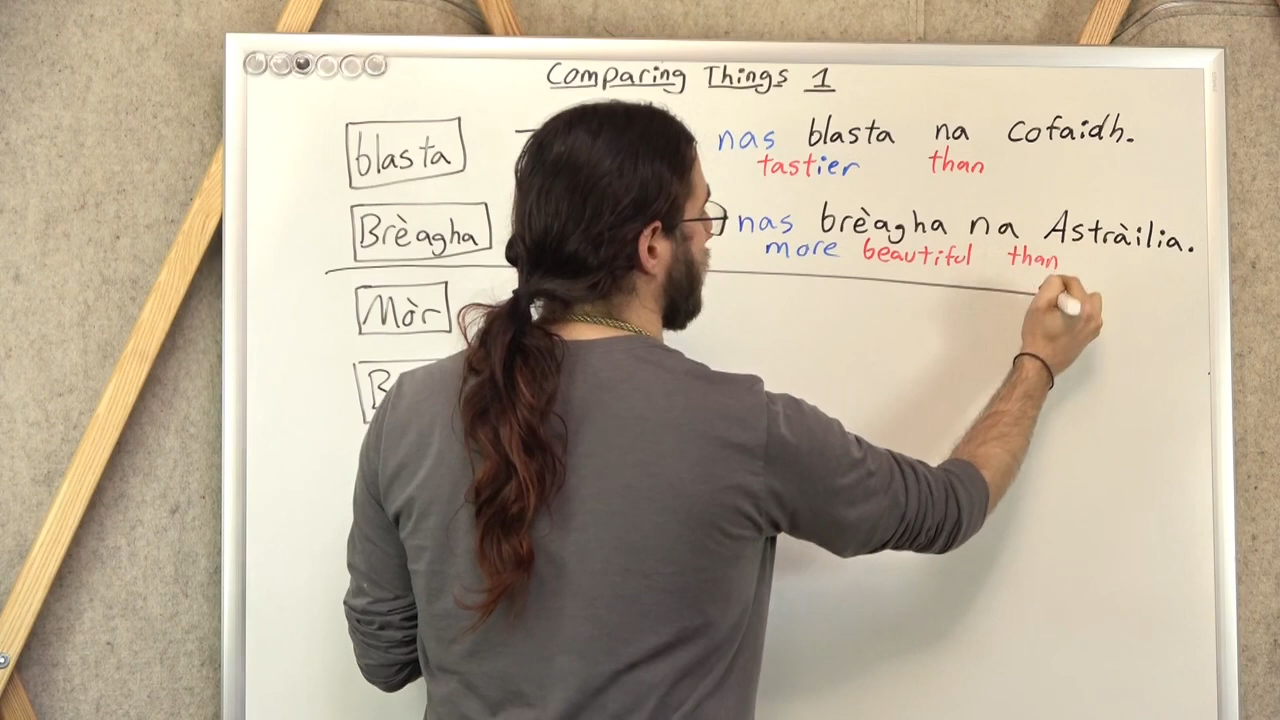 Comparing Things 1
blasta
nas blasta na cofaidh.
tastier than
Brèagha
nas brèagha na Astràilia.
more beautiful than
Mòr